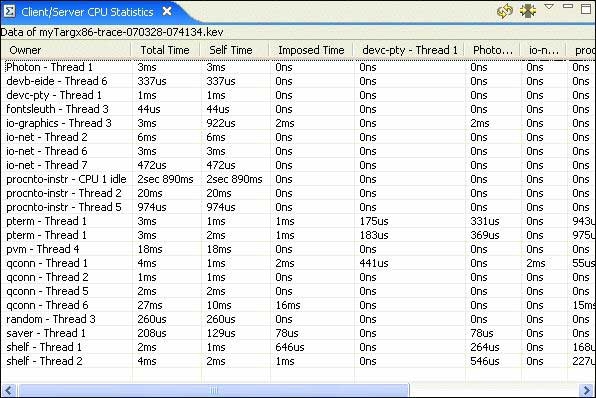 Client/Server CPU Statistics
Data of myTargx86-trace-070328-074134.kev
Owner Total Time Self Time Imposed Time devc-pty - Thread 1 Photo... io-n... proc
Photon - Thread 1 3ms 3ms 0ns 0ns 0ns 0ns 0ns
devb-eide - Thread 6 337us 337us 0ns 0ns 0ns 0ns 0ns
devc-pty - Thread 1 1ms 1ms 0ns 0ns 0ns 0ns 0ns
fontsleuth - Thread 3 44us 44us 0ns 0ns 0ns 0ns 0ns
io-graphics - Thread 3 3ms 922us 2ms 0ns 2ms 0ns 0ns
io-net - Thread 2 6ms 6ms 0ns 0ns 0ns 0ns 0ns
io-net - Thread 6 3ms 3ms 0ns 0ns 0ns 0ns 0ns
io-net - Thread 7 472us 472us 0ns 0ns 0ns 0ns 0ns
procnto-instr - CPU 1 idle 2sec 890ms 2sec 890ms 0ns 0ns 0ns 0ns 0ns
procnto-instr - Thread 2 20ms 20ms 0ns 0ns 0ns 0ns 0ns
procnto-instr - Thread 5 974us 974us 0ns 0ns 0ns 0ns 0ns
pterm - Thread 1 3ms 1ms 1ms 175us 331us 0ns 943u
pterm - Thread 1 3ms 2ms 1ms 183us 369us 0ns 975u
pvm - Thread 4 18ms 18ms 0ns 0ns 0ns 0ns 0ns
qconn - Thread 1 4ms 1ms 2ms 441us 0ns 2ms 55us
qconn - Thread 2 1ms 1ms 0ns 0ns 0ns 0ns 0ns
qconn - Thread 5 2ms 2ms 0ns 0ns 0ns 0ns 0ns
qconn - Thread 6 27ms 10ms 16ms 0ns 0ns 0ns 15ms
random - Thread 3 260us 260us 0ns 0ns 0ns 0ns 0ns
saver - Thread 1 208us 129us 78us 0ns 78us 0ns 0ns
shelf - Thread 1 2ms 1ms 646us 0ns 264us 0ns 168u
shelf - Thread 2 4ms 2ms 1ms 0ns 546us 0ns 227u